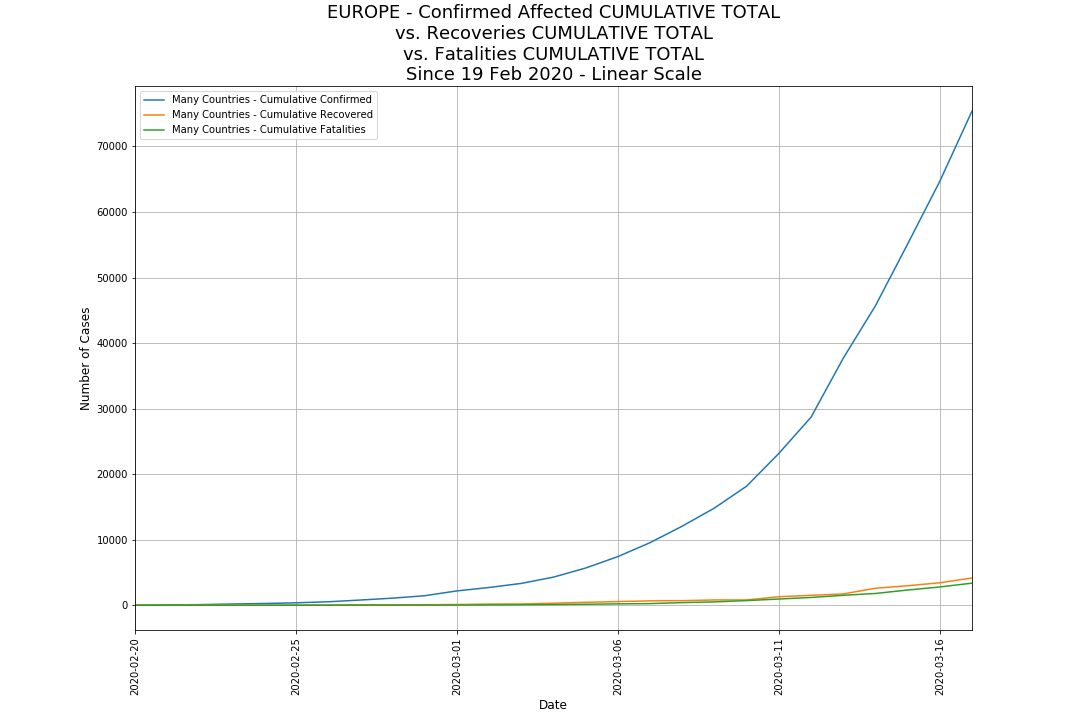 EUROPE - Confirmed Affected CUMULATIVE TOTAL
vs. Recoveries CUMULATIVE TOTAL
vs. Fatalities CUMULATIVE TOTAL
Since 19 Feb 2020 - Linear Scale
Many Countries - Cumulative Confirmed
Many Countries - Cumulative Recovered
Many Countries - Cumulative Fatalities
Number of Cases
70000
60000
50000
40000
30000
20000
10000
0
2020-02-20
2020-02-25
2020-03-01
2020-03-06
2020-03-11
2020-03-16
Date